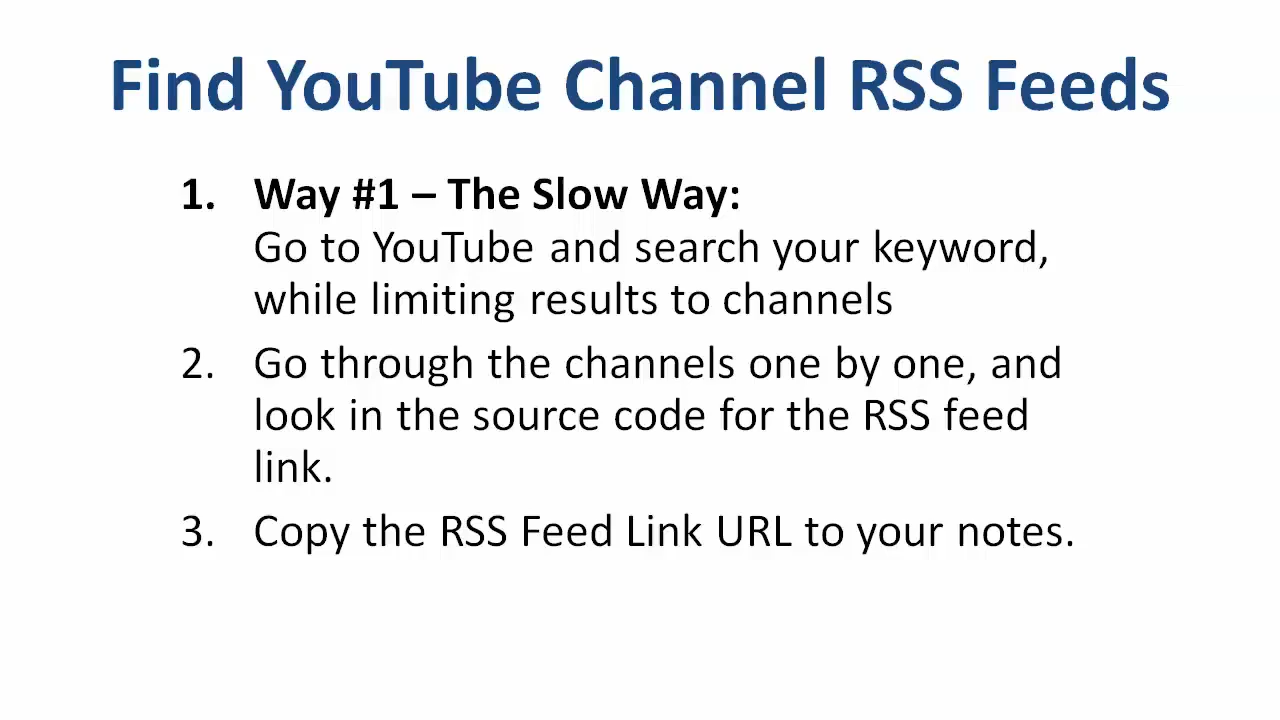 Find YouTube Channel RSS Feeds
1. Way #1 – The Slow Way:
Go to YouTube and search your keyword,
while limiting results to channels
2. Go through the channels one by one, and
look in the source code for the RSS feed
link.
3. Copy the RSS Feed Link URL to your notes.